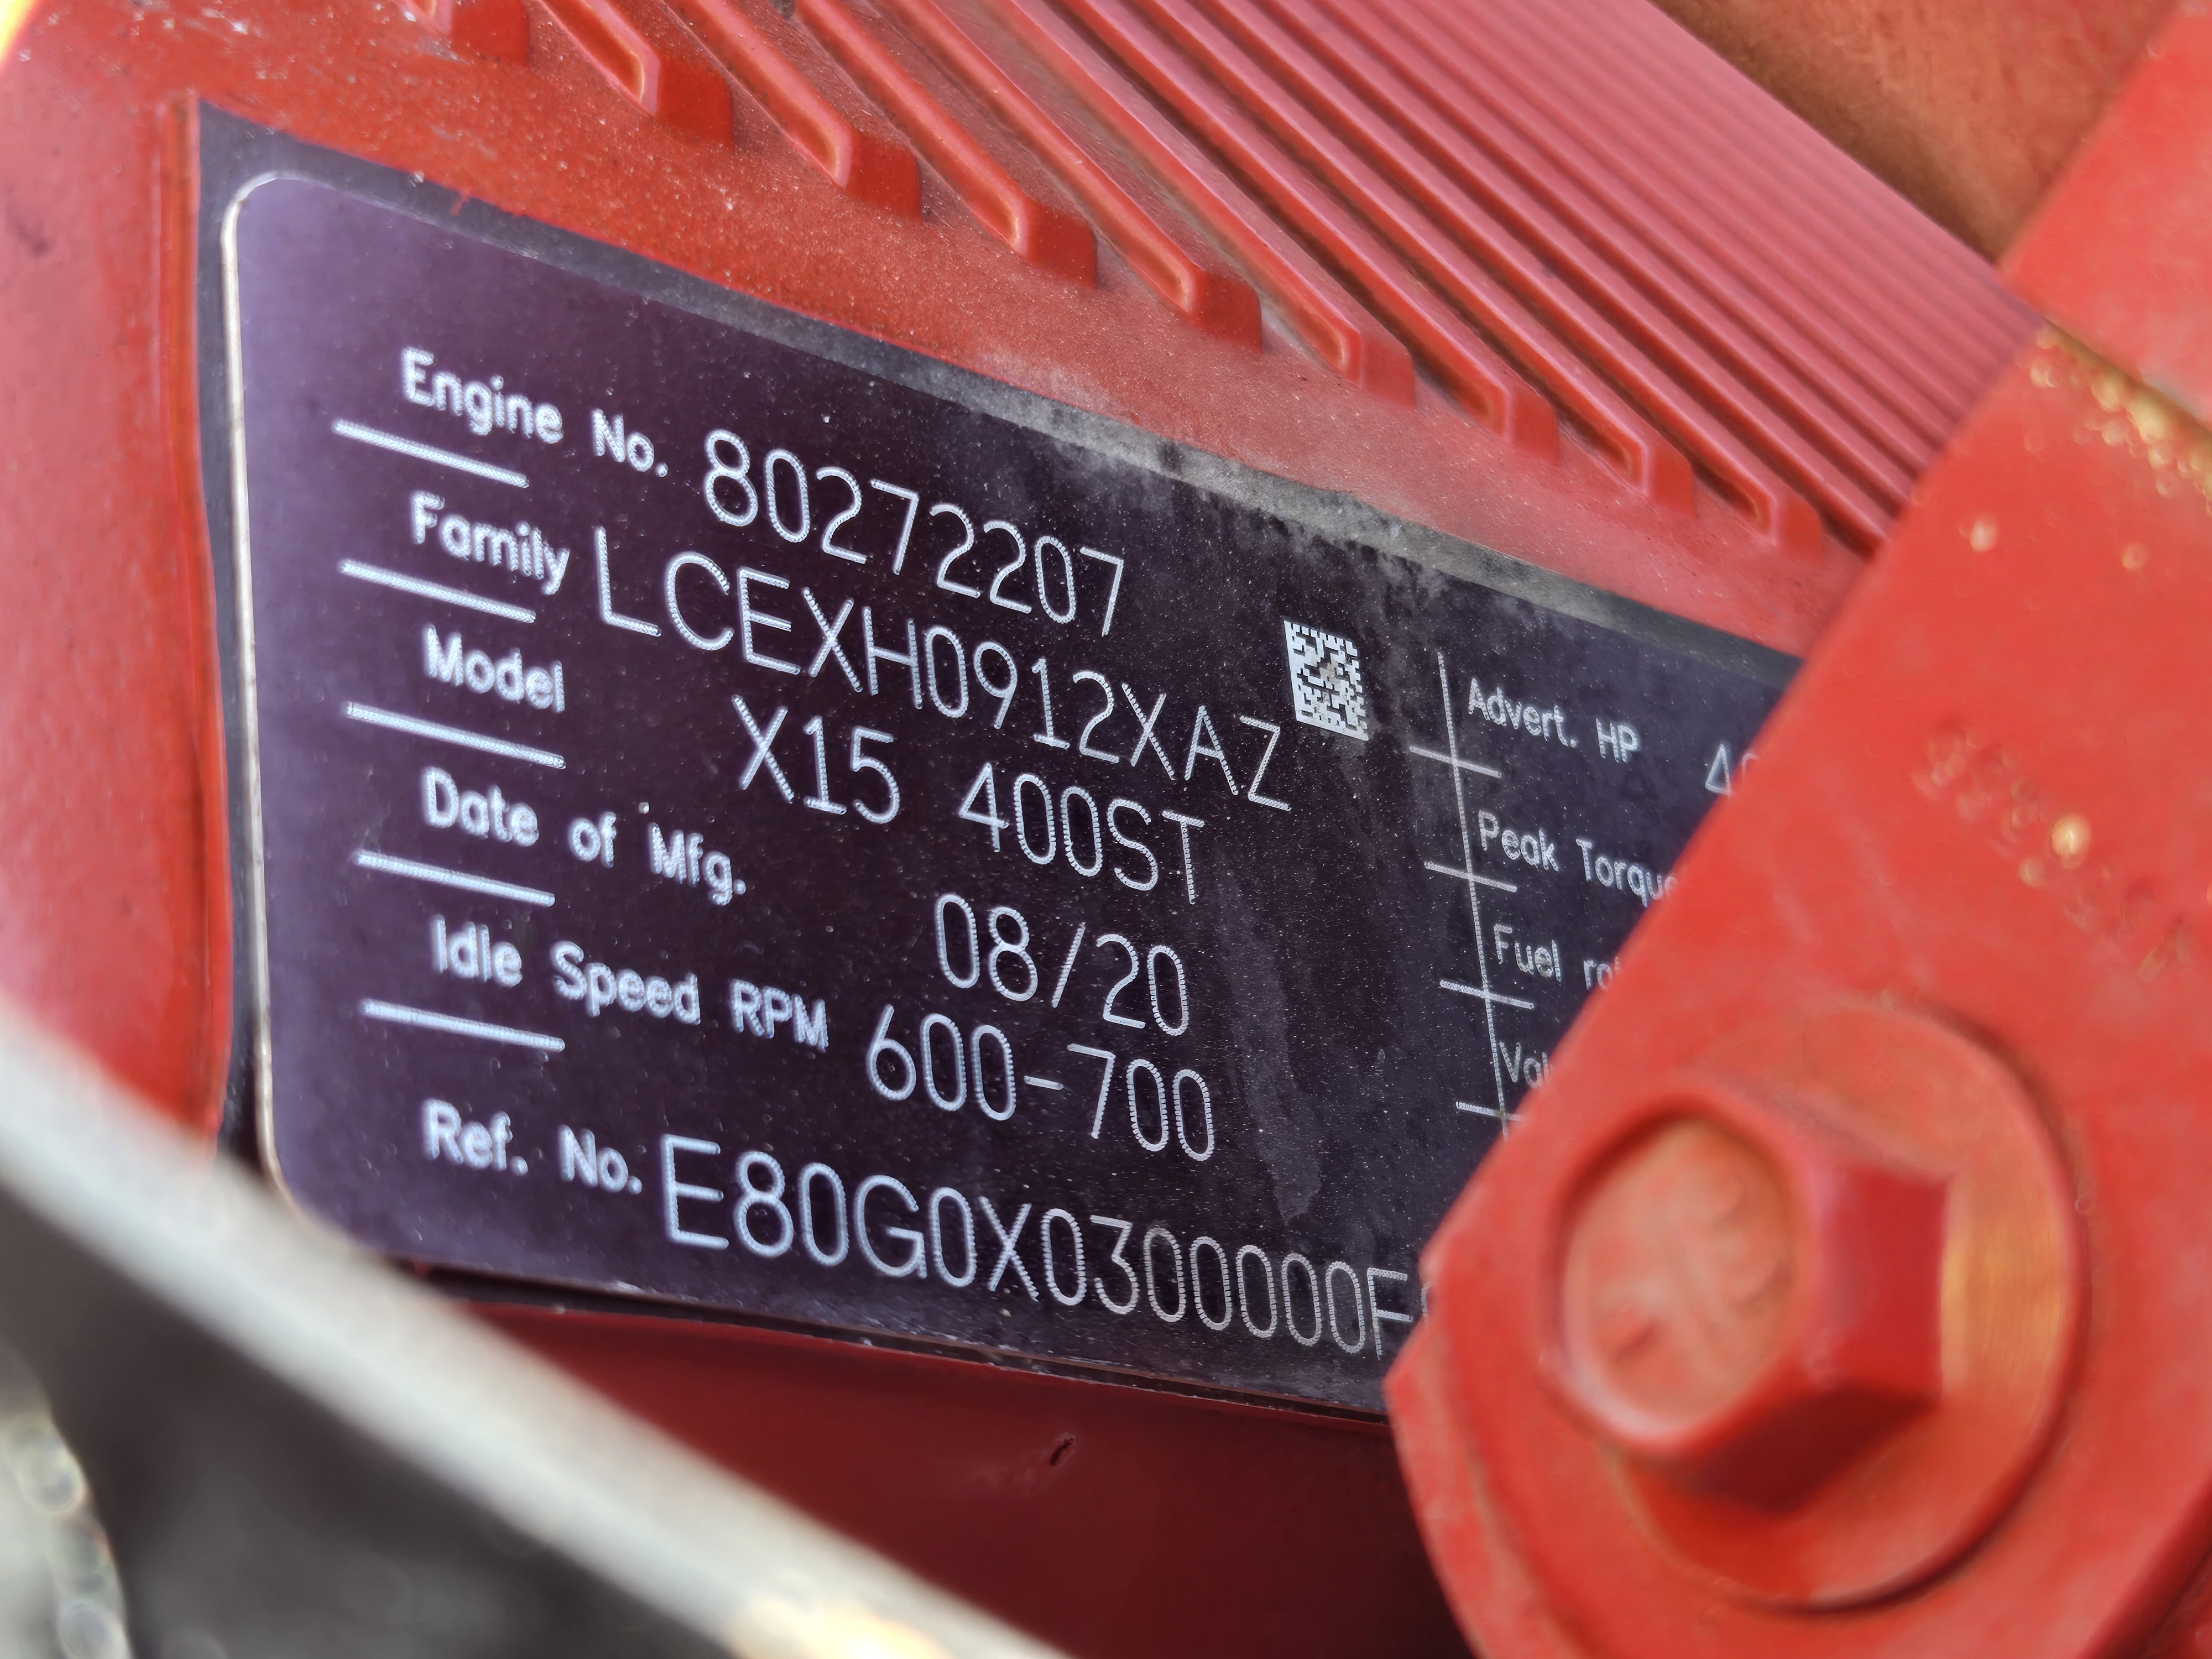 Engine No. 80272207
Family LCEXH0912XAZ
Model X15 400ST
Date of Mfg. 08/20
Idle Speed RPM 600-700
Ref. No. E80G0X0300000F
Advert. HP
Peak Torque
Fuel